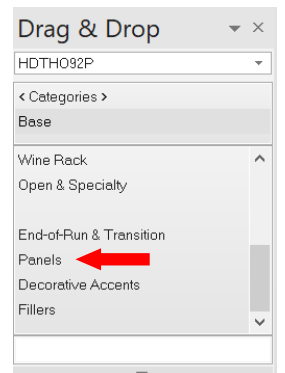 Drag & Drop
HDTHO92P
< Categories >
Base
Wine Rack
Open & Specialty
End-of-Run & Transition
Panels
Decorative Accents
Fillers